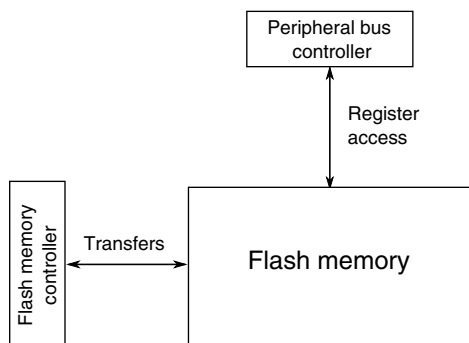 Peripheral bus
controller
Register
access
Flash memory
controller
Transfers
Flash memory